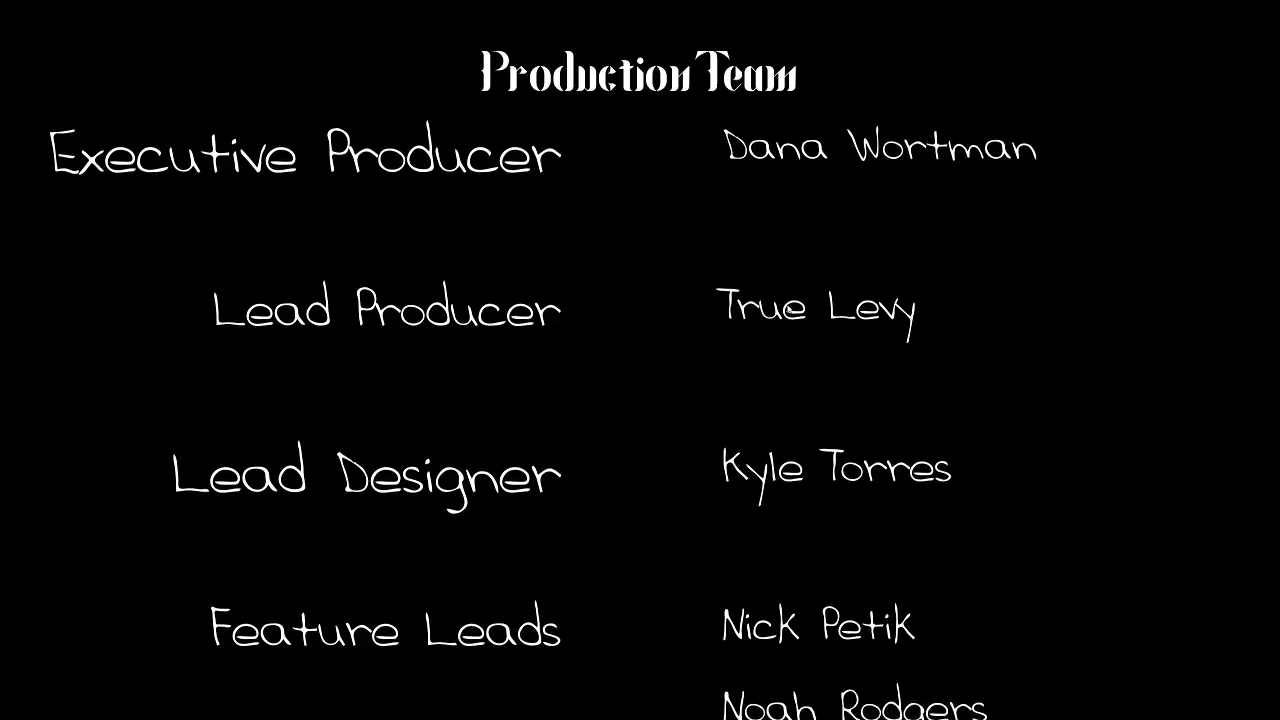 Production Team
Executive Producer Dana Wortman
Lead Producer True Levy
Lead Designer Kyle Torres
Feature Leads Nick Petik
Noah Rodgers